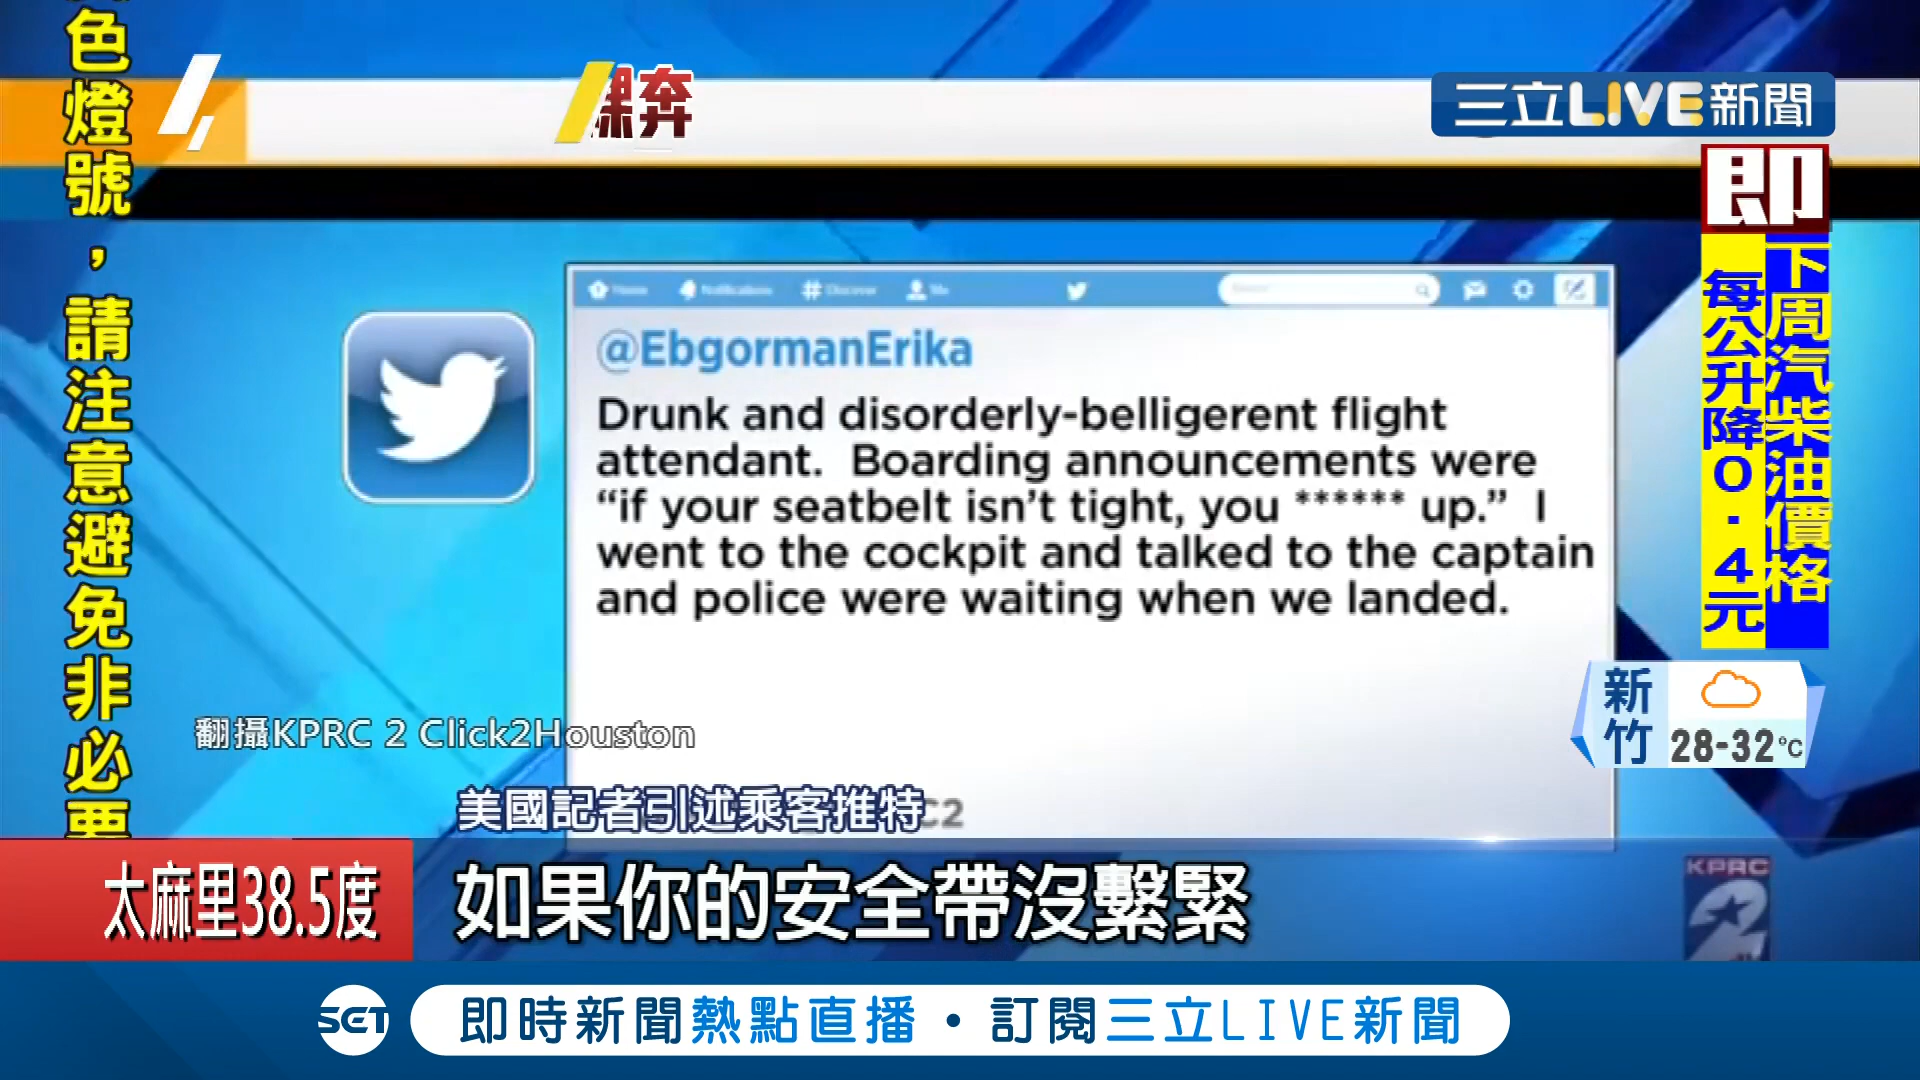 色燈號，請注意避免非必要
裸奔
三立LIVE新聞
即
下周汽柴油價格
每公升降0.4元
@EbgormanErika
Drunk and disorderly-belligerent flight
attendant.  Boarding announcements were
“if your seatbelt isn’t tight, you ****** up.”  I
went to the cockpit and talked to the captain
and police were waiting when we landed.
新竹
28-32°C
翻攝KPRC 2 Click2Houston
美國記者引述乘客推特
C2
太麻里38.5度
如果你的安全帶沒繫緊
KPRC
2
SET
即時新聞熱點直播・訂閱三立LIVE新聞